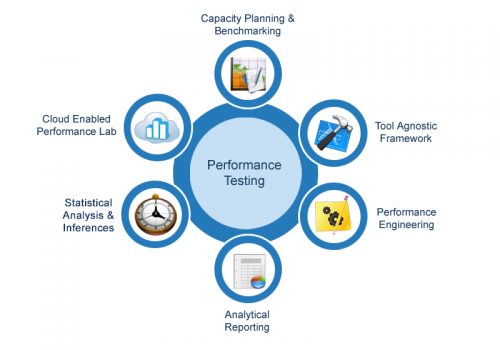 Capacity Planning &
Benchmarking
Cloud Enabled
Performance Lab
Tool Agnostic
Framework
Performance
Testing
Statistical
Analysis &
Inferences
Performance
Engineering
Analytical
Reporting